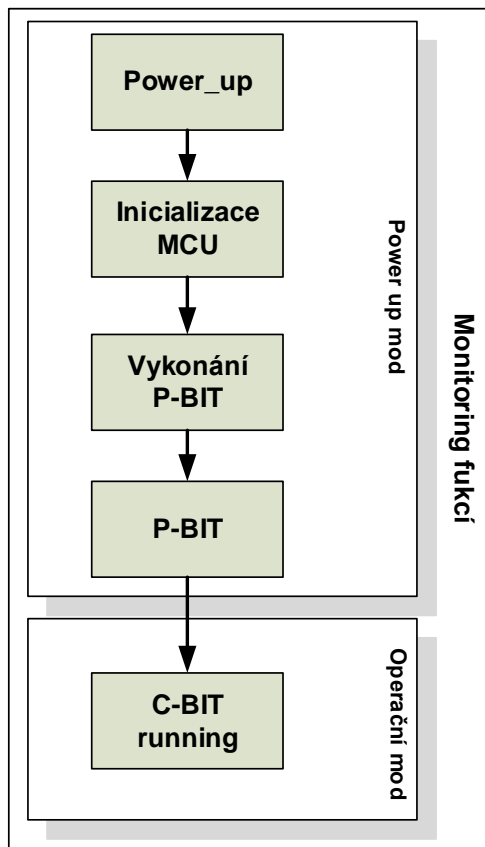 Power_up
Inicializace
MCU
Vykonání
P-BIT
P-BIT
Power up mod
C-BIT
running
Operační mod
Monitoring fukcí